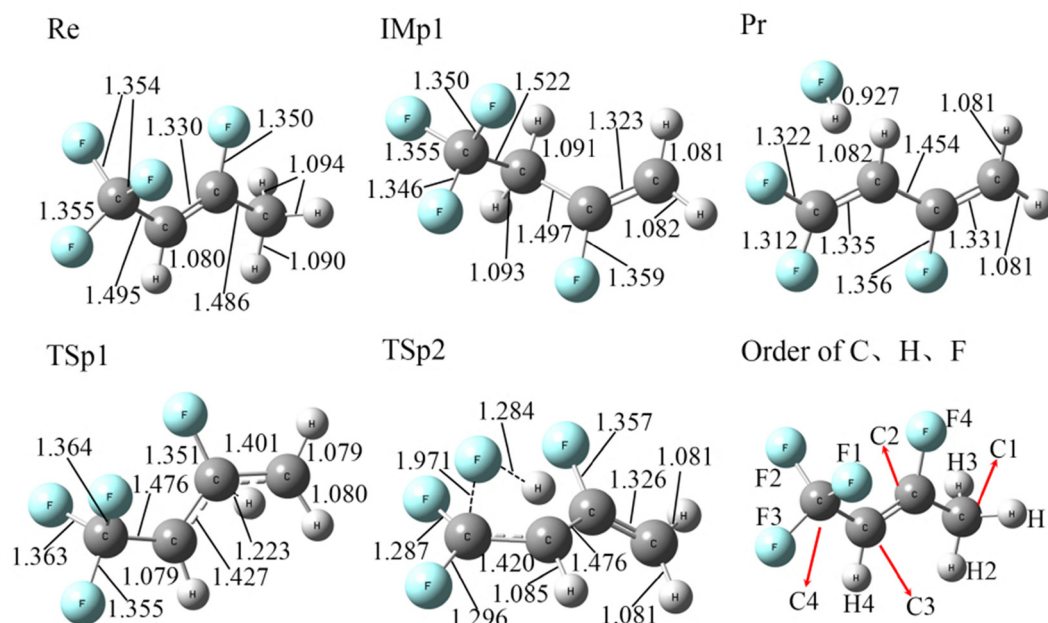 Re
IMp1
Pr
1.354
1.330
F
1.350
F
F
F
C
C
C
C
H
H
H
H
H
1.094
1.355
1.080
1.090
1.495
1.486
1.350
1.522
F
F
F
F
C
C
C
C
H
H
H
H
1.323
1.091
1.081
1.355
1.346
1.497
1.082
1.093
1.359
F
0.927
H
1.081
1.322
1.082
1.454
H
H
H
F
F
F
C
C
C
C
1.312
1.335
1.331
1.356
1.081
TSp1
TSp2
Order of C、H、F
F
1.401
H
1.364
1.351
1.079
F
F
F
C
C
C
C
H
H
H
1.476
1.080
1.363
1.223
1.079
1.427
1.355
1.284
1.357
F
F
F
F
H
1.326
1.081
1.971
C
C
C
C
H
H
H
1.287
1.420
1.476
1.085
1.296
1.081
C2
F4
F
F
F
F
F1
F2
F3
C1
H3
H
H
H
H
H
H2
C
C
C
C
C4
H4
C3